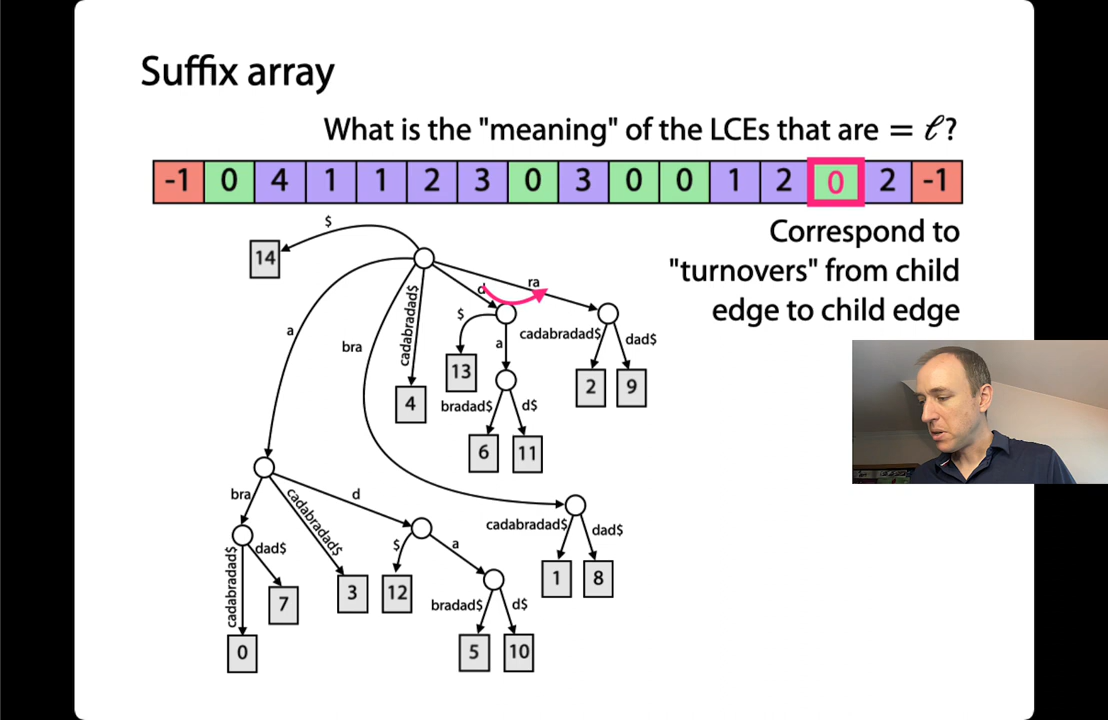 Suffix array
What is the "meaning" of the LCEs that are = ℓ?
-1 0 4 1 1 2 3 0 3 0 0 1 2 0 2 -1
Correspond to
"turnovers" from child
edge to child edge
$
14
a
bra
cadabradad$
d
ra
4
$
13
a
bradad$
d$
6
11
cadabradad$
dad$
2
9
bra
cadabradad$
d
cadabradad$
dad$
0
7
3
$
12
a
bradad$
d$
5
10
cadabradad$
dad$
1
8